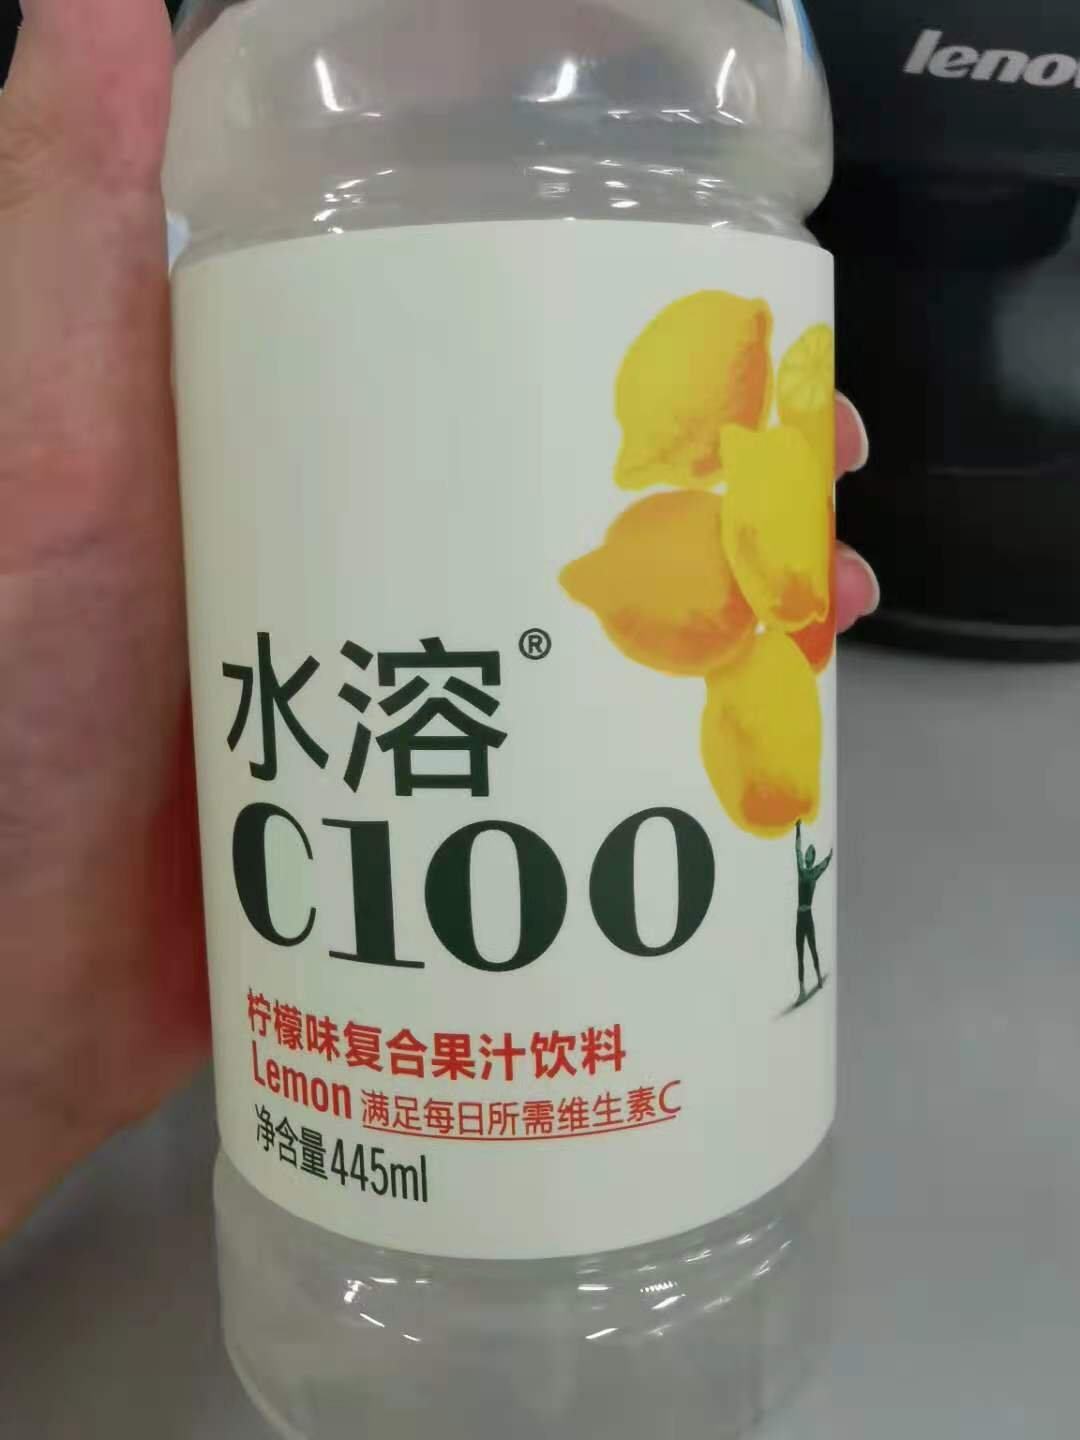 lenov
水溶®
C100
柠檬味复合果汁饮料
Lemon 满足每日所需维生素C
净含量445ml